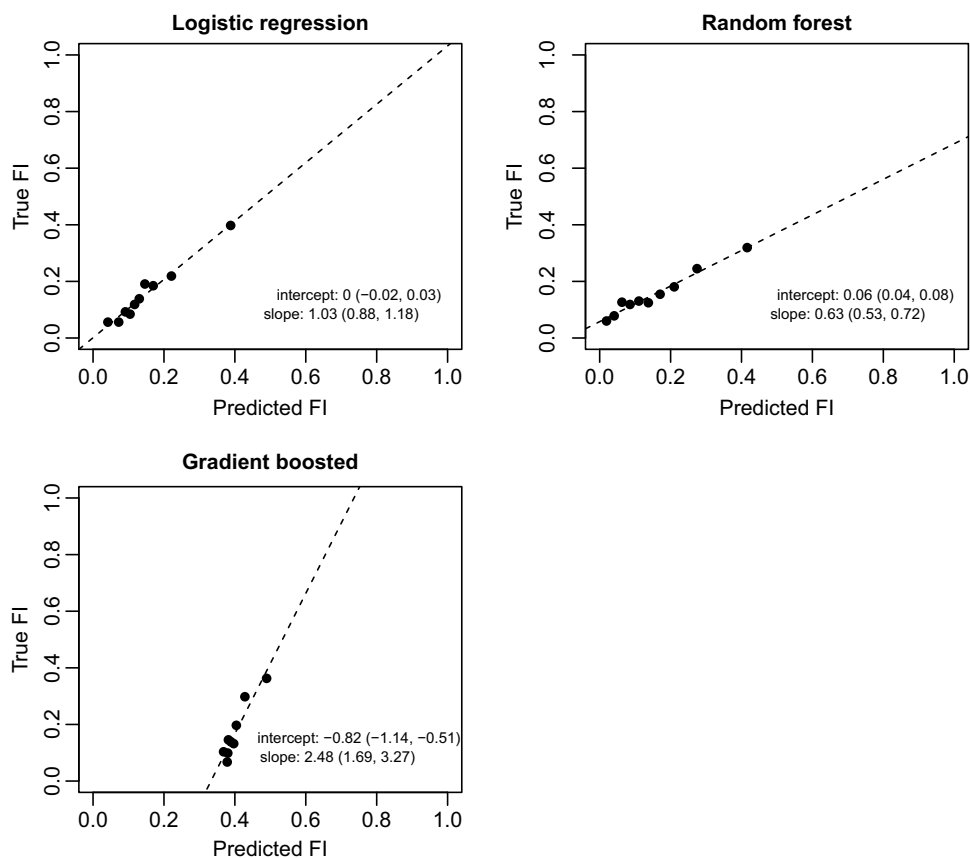 Logistic regression
1.0
0.8
0.6
0.4
0.2
0.0
True FI
intercept: 0 (−0.02, 0.03)
slope: 1.03 (0.88, 1.18)
0.0 0.2 0.4 0.6 0.8 1.0
Predicted FI
Random forest
1.0
0.8
0.6
0.4
0.2
0.0
True FI
intercept: 0.06 (0.04, 0.08)
slope: 0.63 (0.53, 0.72)
0.0 0.2 0.4 0.6 0.8 1.0
Predicted FI
Gradient boosted
1.0
0.8
0.6
0.4
0.2
0.0
True FI
intercept: −0.82 (−1.14, −0.51)
slope: 2.48 (1.69, 3.27)
0.0 0.2 0.4 0.6 0.8 1.0
Predicted FI